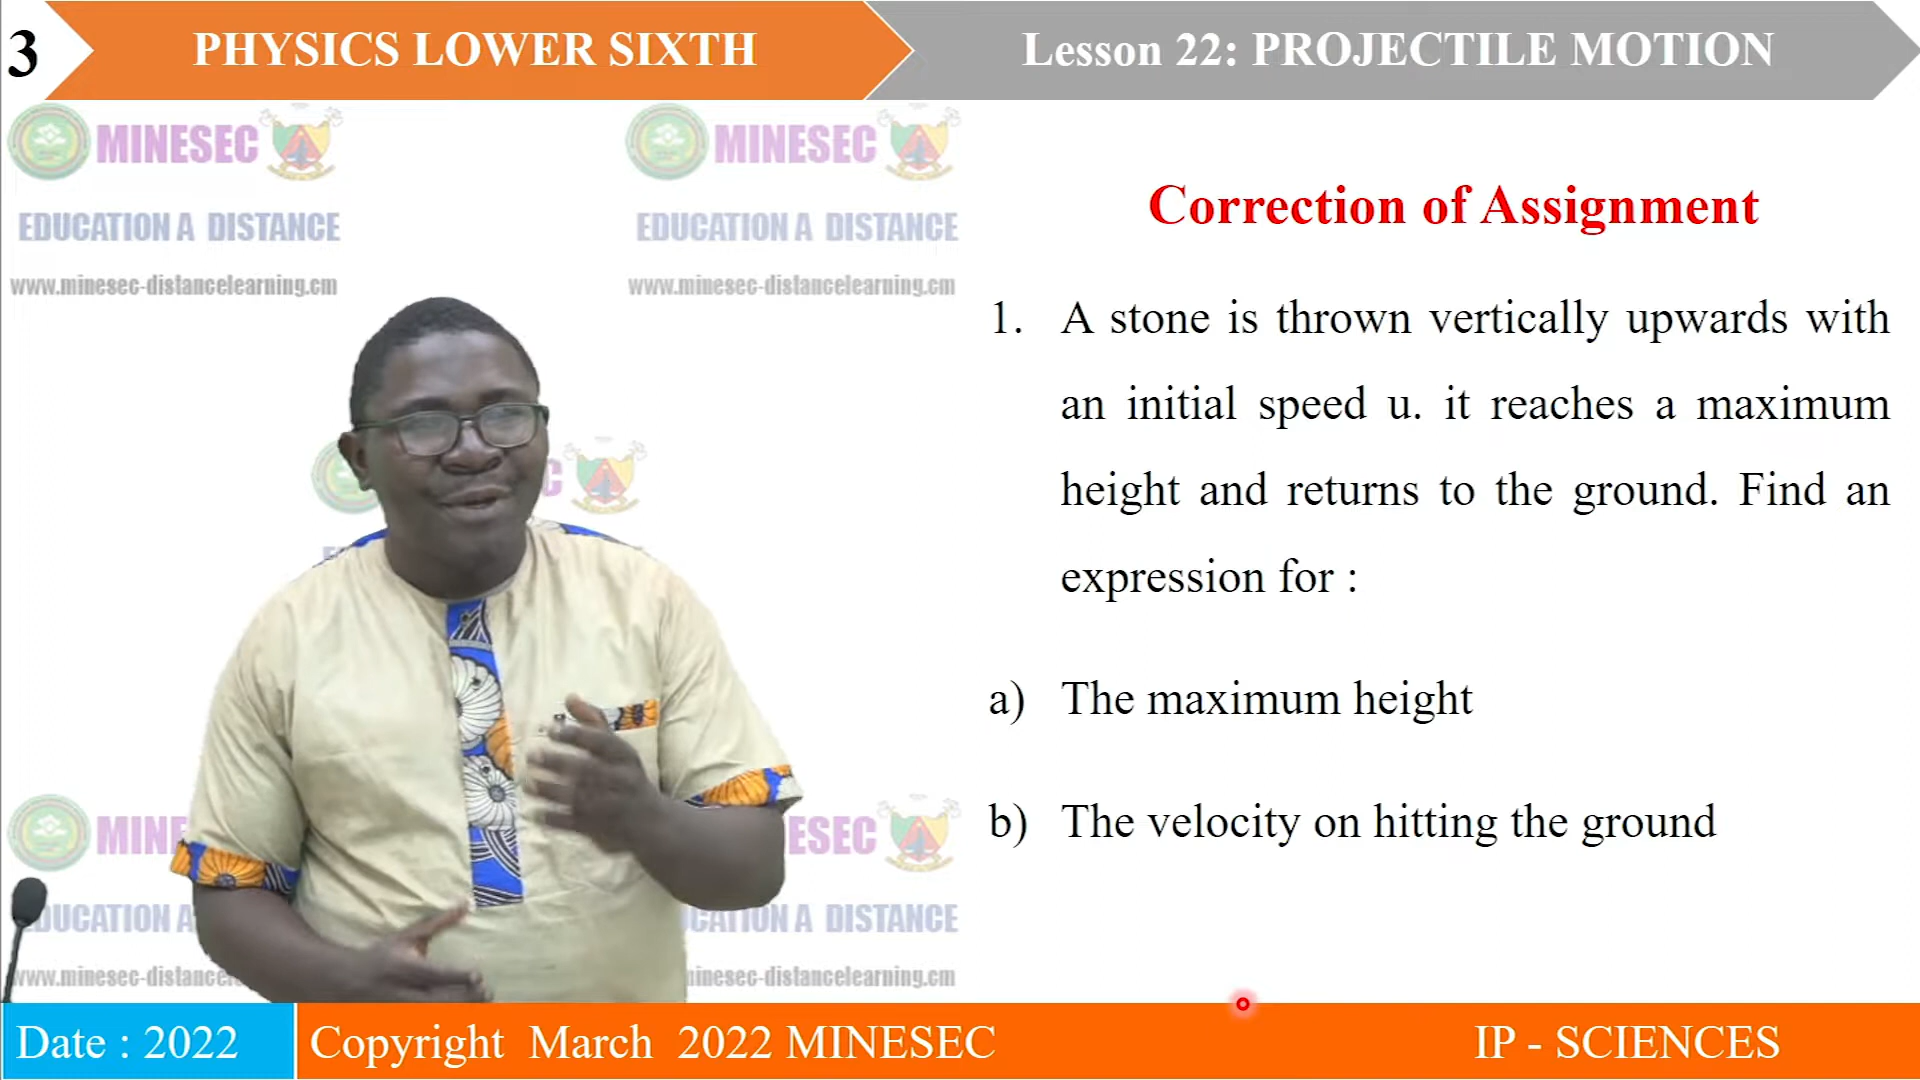 3
PHYSICS LOWER SIXTH
Lesson 22: PROJECTILE MOTION
MINESEC
MINESEC
EDUCATION A DISTANCE
EDUCATION A DISTANCE
www.minesec-distancelearning.cm
www.minesec-distancelearning.cm
Correction of Assignment
1. A stone is thrown vertically upwards with
an initial speed u. it reaches a maximum
height and returns to the ground. Find an
expression for :
a) The maximum height
b) The velocity on hitting the ground
DISTANCE
Date : 2022
Copyright March 2022 MINESEC
IP - SCIENCES